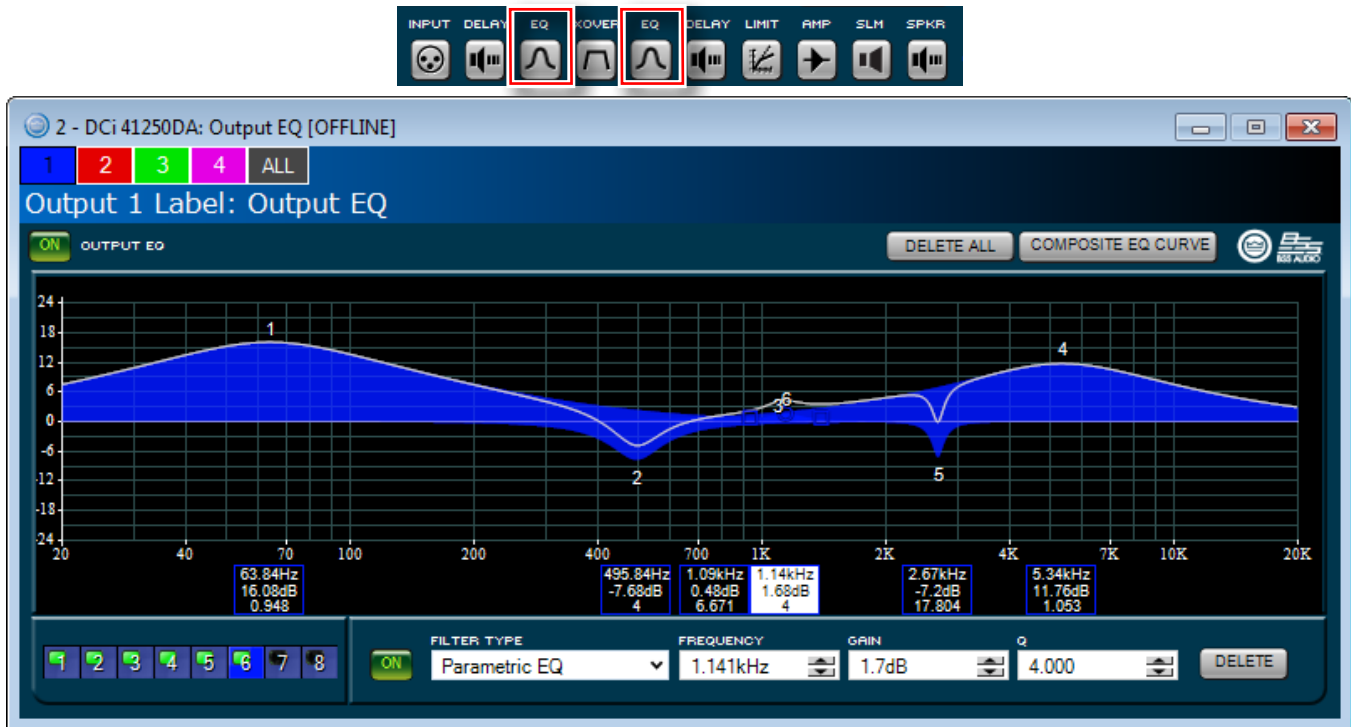 INPUT DELAY EQ XOVER EQ DELAY LIMIT AMP SLM SPKR
2 - DCi 41250DA: Output EQ [OFFLINE]
1 2 3 4 ALL
Output 1 Label: Output EQ
ON OUTPUT EQ DELETE ALL COMPOSITE EQ CURVE BSS AUDIO
24
18
12
6
0
-6
-12
-18
-24
1
4
3 6
2
5
20 40 70 100 200 400 700 1K 2K 4K 7K 10K 20K
63.84Hz 495.84Hz 1.09kHz 1.14kHz 2.67kHz 5.34kHz
16.08dB -7.68dB 0.48dB 1.68dB -7.2dB 11.76dB
0.948 4 6.671 4 17.804 1.053
FILTER TYPE FREQUENCY GAIN Q
1 2 3 4 5 6 7 8 ON Parametric EQ 1.141kHz 1.7dB 4.000 DELETE